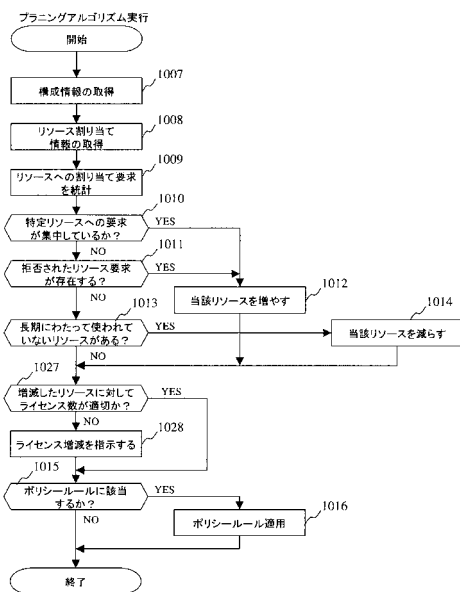 プラニングアルゴリズム実行
開始
構成情報の取得
1007
リソース割り当て
情報の取得
1008
リソースへの割り当て要求
を統計
1009
特定リソースへの要求
が集中しているか？
1010
YES
NO
拒否されたリソース要求
が存在する？
1011
YES
NO
当該リソースを増やす
1012
長期にわたって使われて
いないリソースがある？
1013
YES
NO
当該リソースを減らす
1014
増減したリソースに対して
ライセンス数が適切か？
1027
YES
NO
ライセンス増減を指示する
1028
ポリシールールに該当
するか？
1015
YES
NO
ポリシールール適用
1016
終了